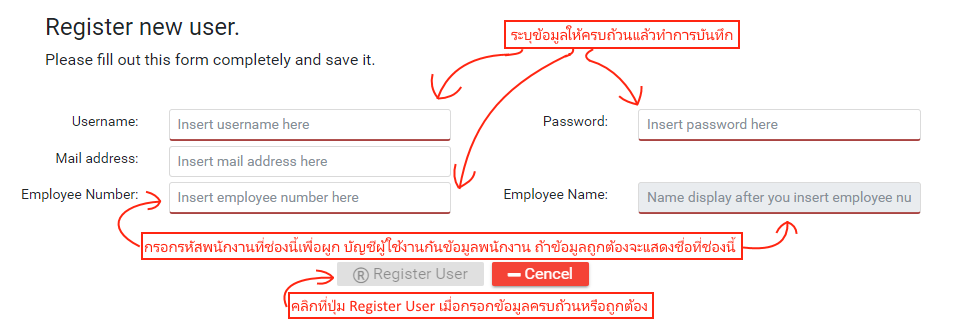 Register new user.
ระบุข้อมูลให้ครบถ้วนแล้วทำการบันทึก
Please fill out this form completely and save it.
Username: Insert username here Password: Insert password here
Mail address: Insert mail address here
Employee Number: Insert employee number here Employee Name: Name display after you insert employee nu
กรอกรหัสพนักงานที่ช่องนี้เพื่อผูก บัญชีผู้ใช้งานกับข้อมูลพนักงาน ถ้าข้อมูลถูกต้องจะแสดงชื่อที่ช่องนี้
® Register User Cencel
คลิกที่ปุ่ม Register User เมื่อกรอกข้อมูลครบถ้วนหรือถูกต้อง